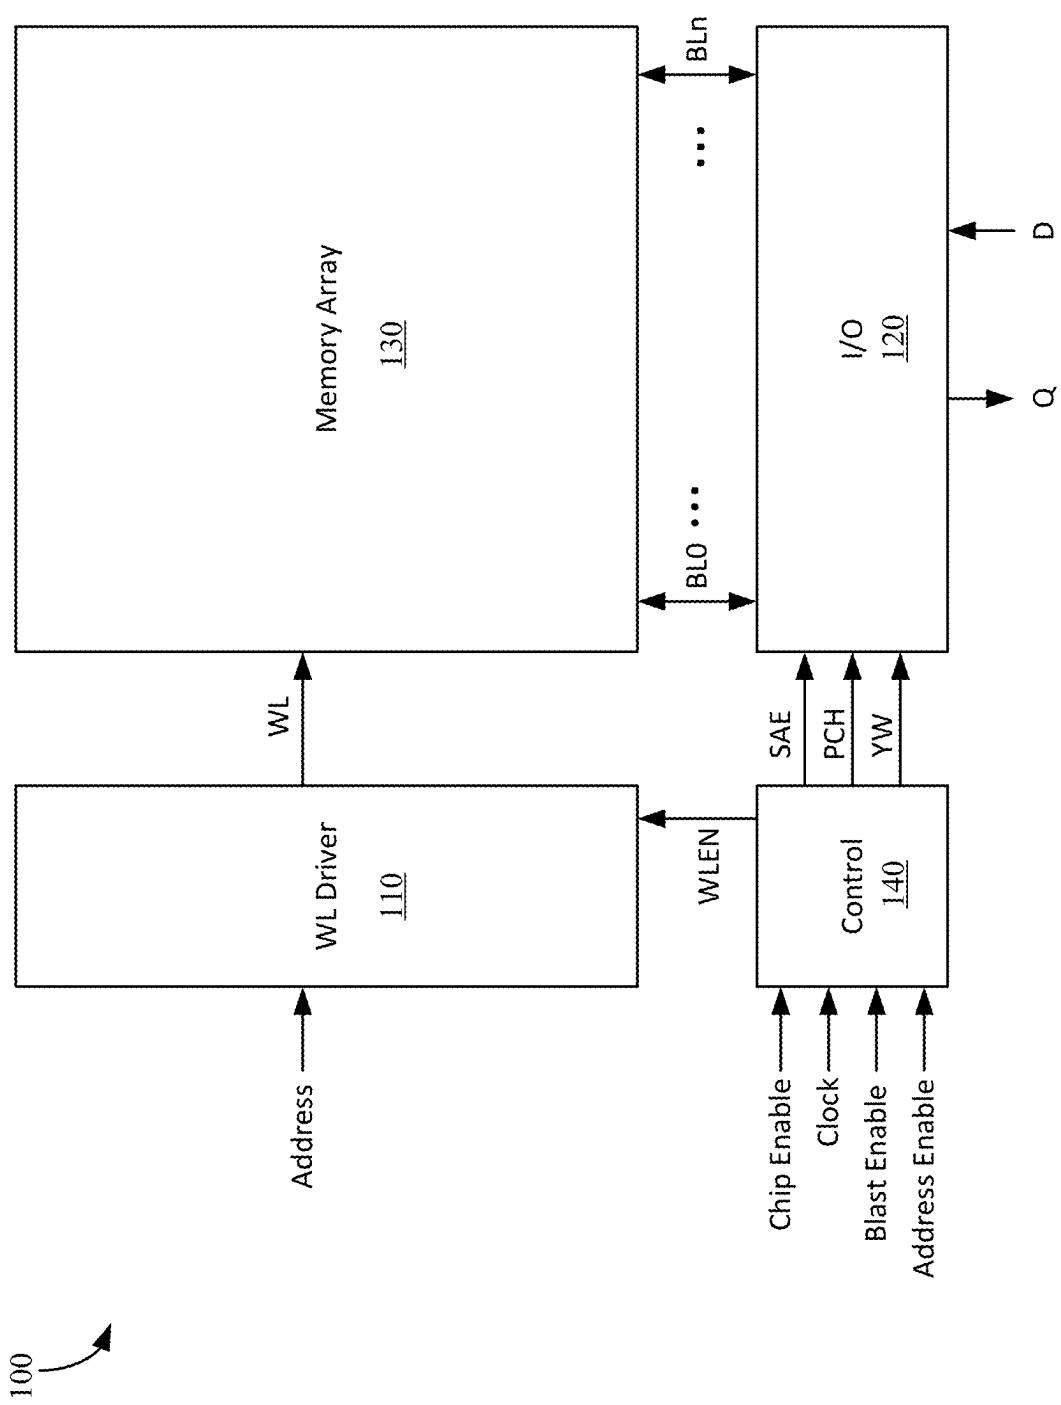 100
Address
WL Driver
110
WL
Memory Array
130
WLEN
BL0
...
...
BLn
Chip Enable
Clock
Blast Enable
Address Enable
Control
140
SAE
PCH
YW
I/O
120
Q
D